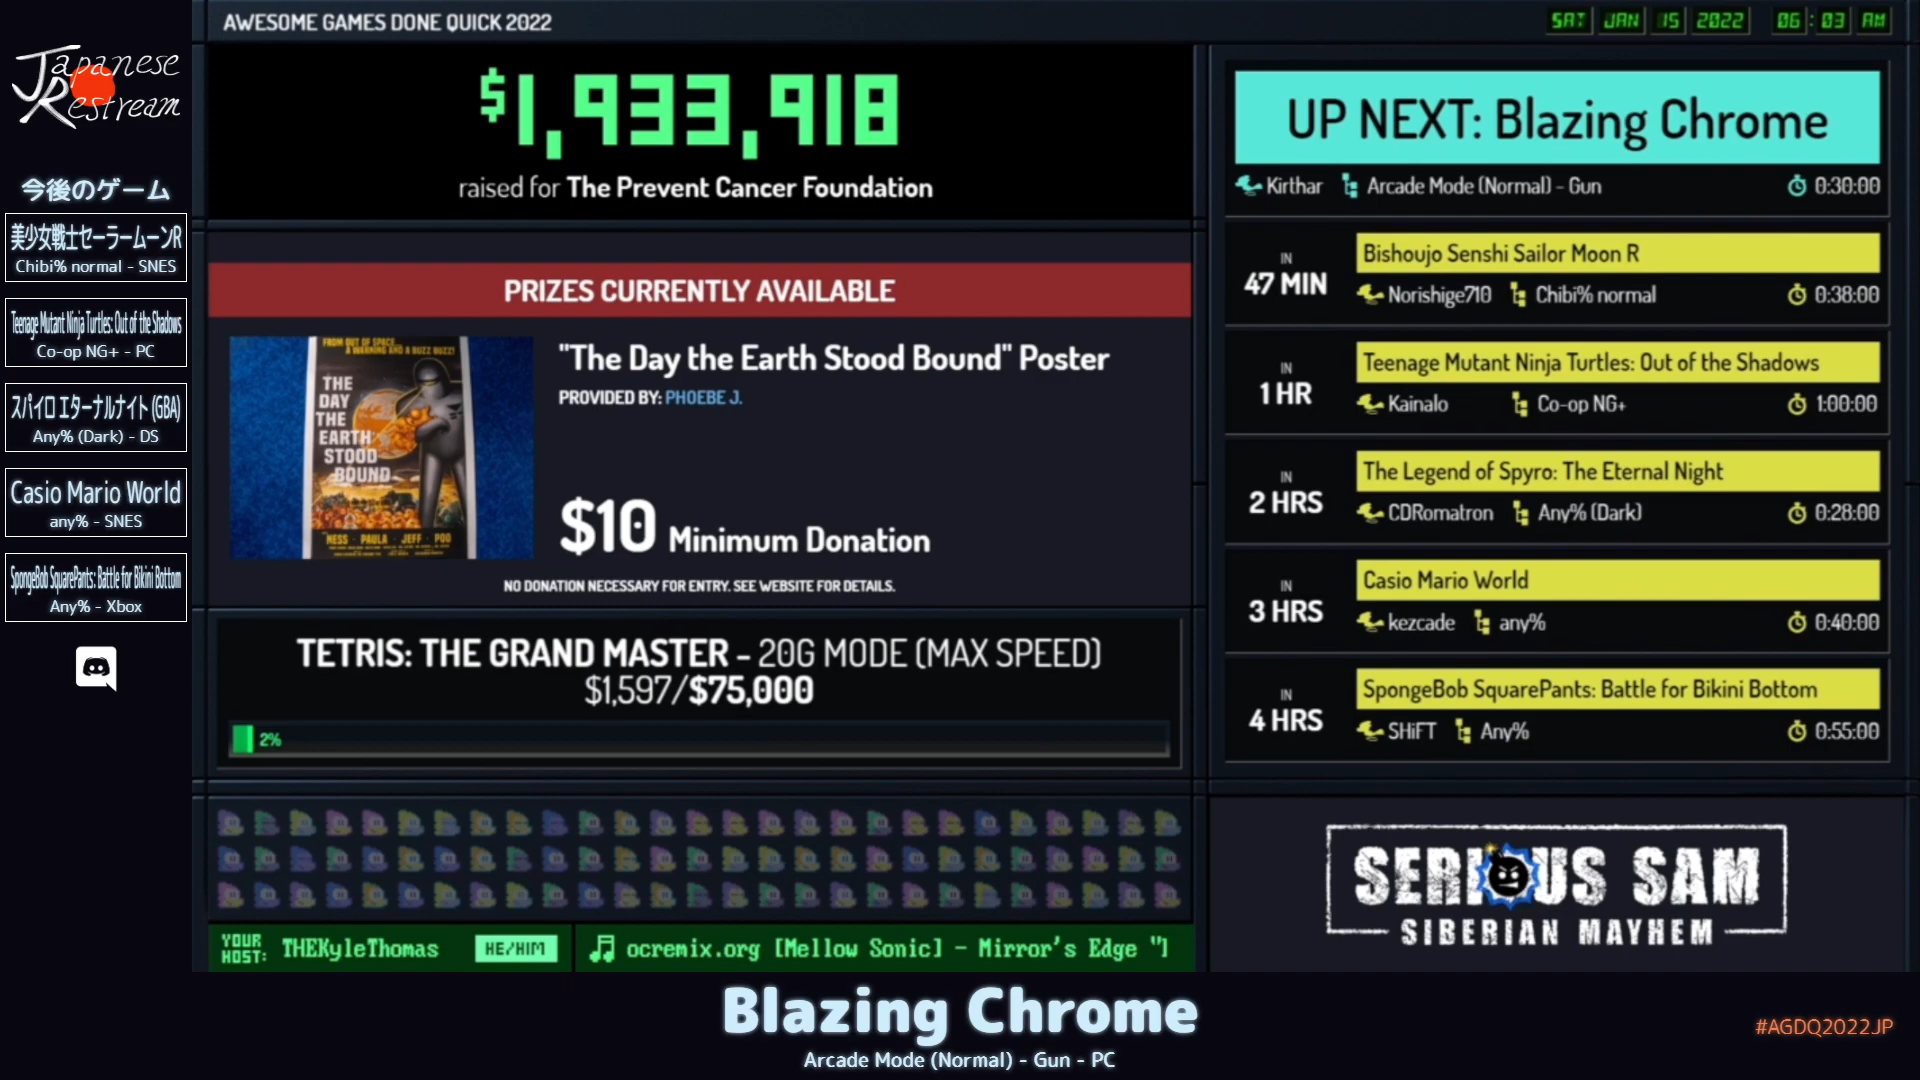 Japanese Restream
今後のゲーム
美少女戦士セーラームーンR
Chibi% normal - SNES
Teenage Mutant Ninja Turtles: Out of the Shadows
Co-op NG+ - PC
スパイロ エターナルナイト (GBA)
Any% (Dark) - DS
Casio Mario World
any% - SNES
SpongeBob SquarePants: Battle for Bikini Bottom
Any% - Xbox
AWESOME GAMES DONE QUICK 2022
SAT JAN 15 2022 06:03 AM
$1,933,918
raised for The Prevent Cancer Foundation
PRIZES CURRENTLY AVAILABLE
FROM OUT OF SPACE...
A WARNING AND A BUZZ BUZZ!
THE
DAY
THE
EARTH
STOOD
BOUND
NESS · PAULA · JEFF · POO
"The Day the Earth Stood Bound" Poster
PROVIDED BY: PHOEBE J.
$10 Minimum Donation
NO DONATION NECESSARY FOR ENTRY. SEE WEBSITE FOR DETAILS.
TETRIS: THE GRAND MASTER - 20G MODE (MAX SPEED)
$1,597/$75,000
2%
YOUR HOST: THEKyleThomas HE/HIM
ocremix.org [Mellow Sonic] - Mirror's Edge "]
UP NEXT: Blazing Chrome
Kirthar Arcade Mode (Normal) - Gun 0:30:00
IN 47 MIN
Bishoujo Senshi Sailor Moon R
Norishige710 Chibi% normal 0:38:00
IN 1 HR
Teenage Mutant Ninja Turtles: Out of the Shadows
Kainalo Co-op NG+ 1:00:00
IN 2 HRS
The Legend of Spyro: The Eternal Night
CDRomatron Any% (Dark) 0:28:00
IN 3 HRS
Casio Mario World
kezcade any% 0:40:00
IN 4 HRS
SpongeBob SquarePants: Battle for Bikini Bottom
SHiFT Any% 0:55:00
SERIOUS SAM
SIBERIAN MAYHEM
Blazing Chrome
Arcade Mode (Normal) - Gun - PC
#AGDQ2022JP